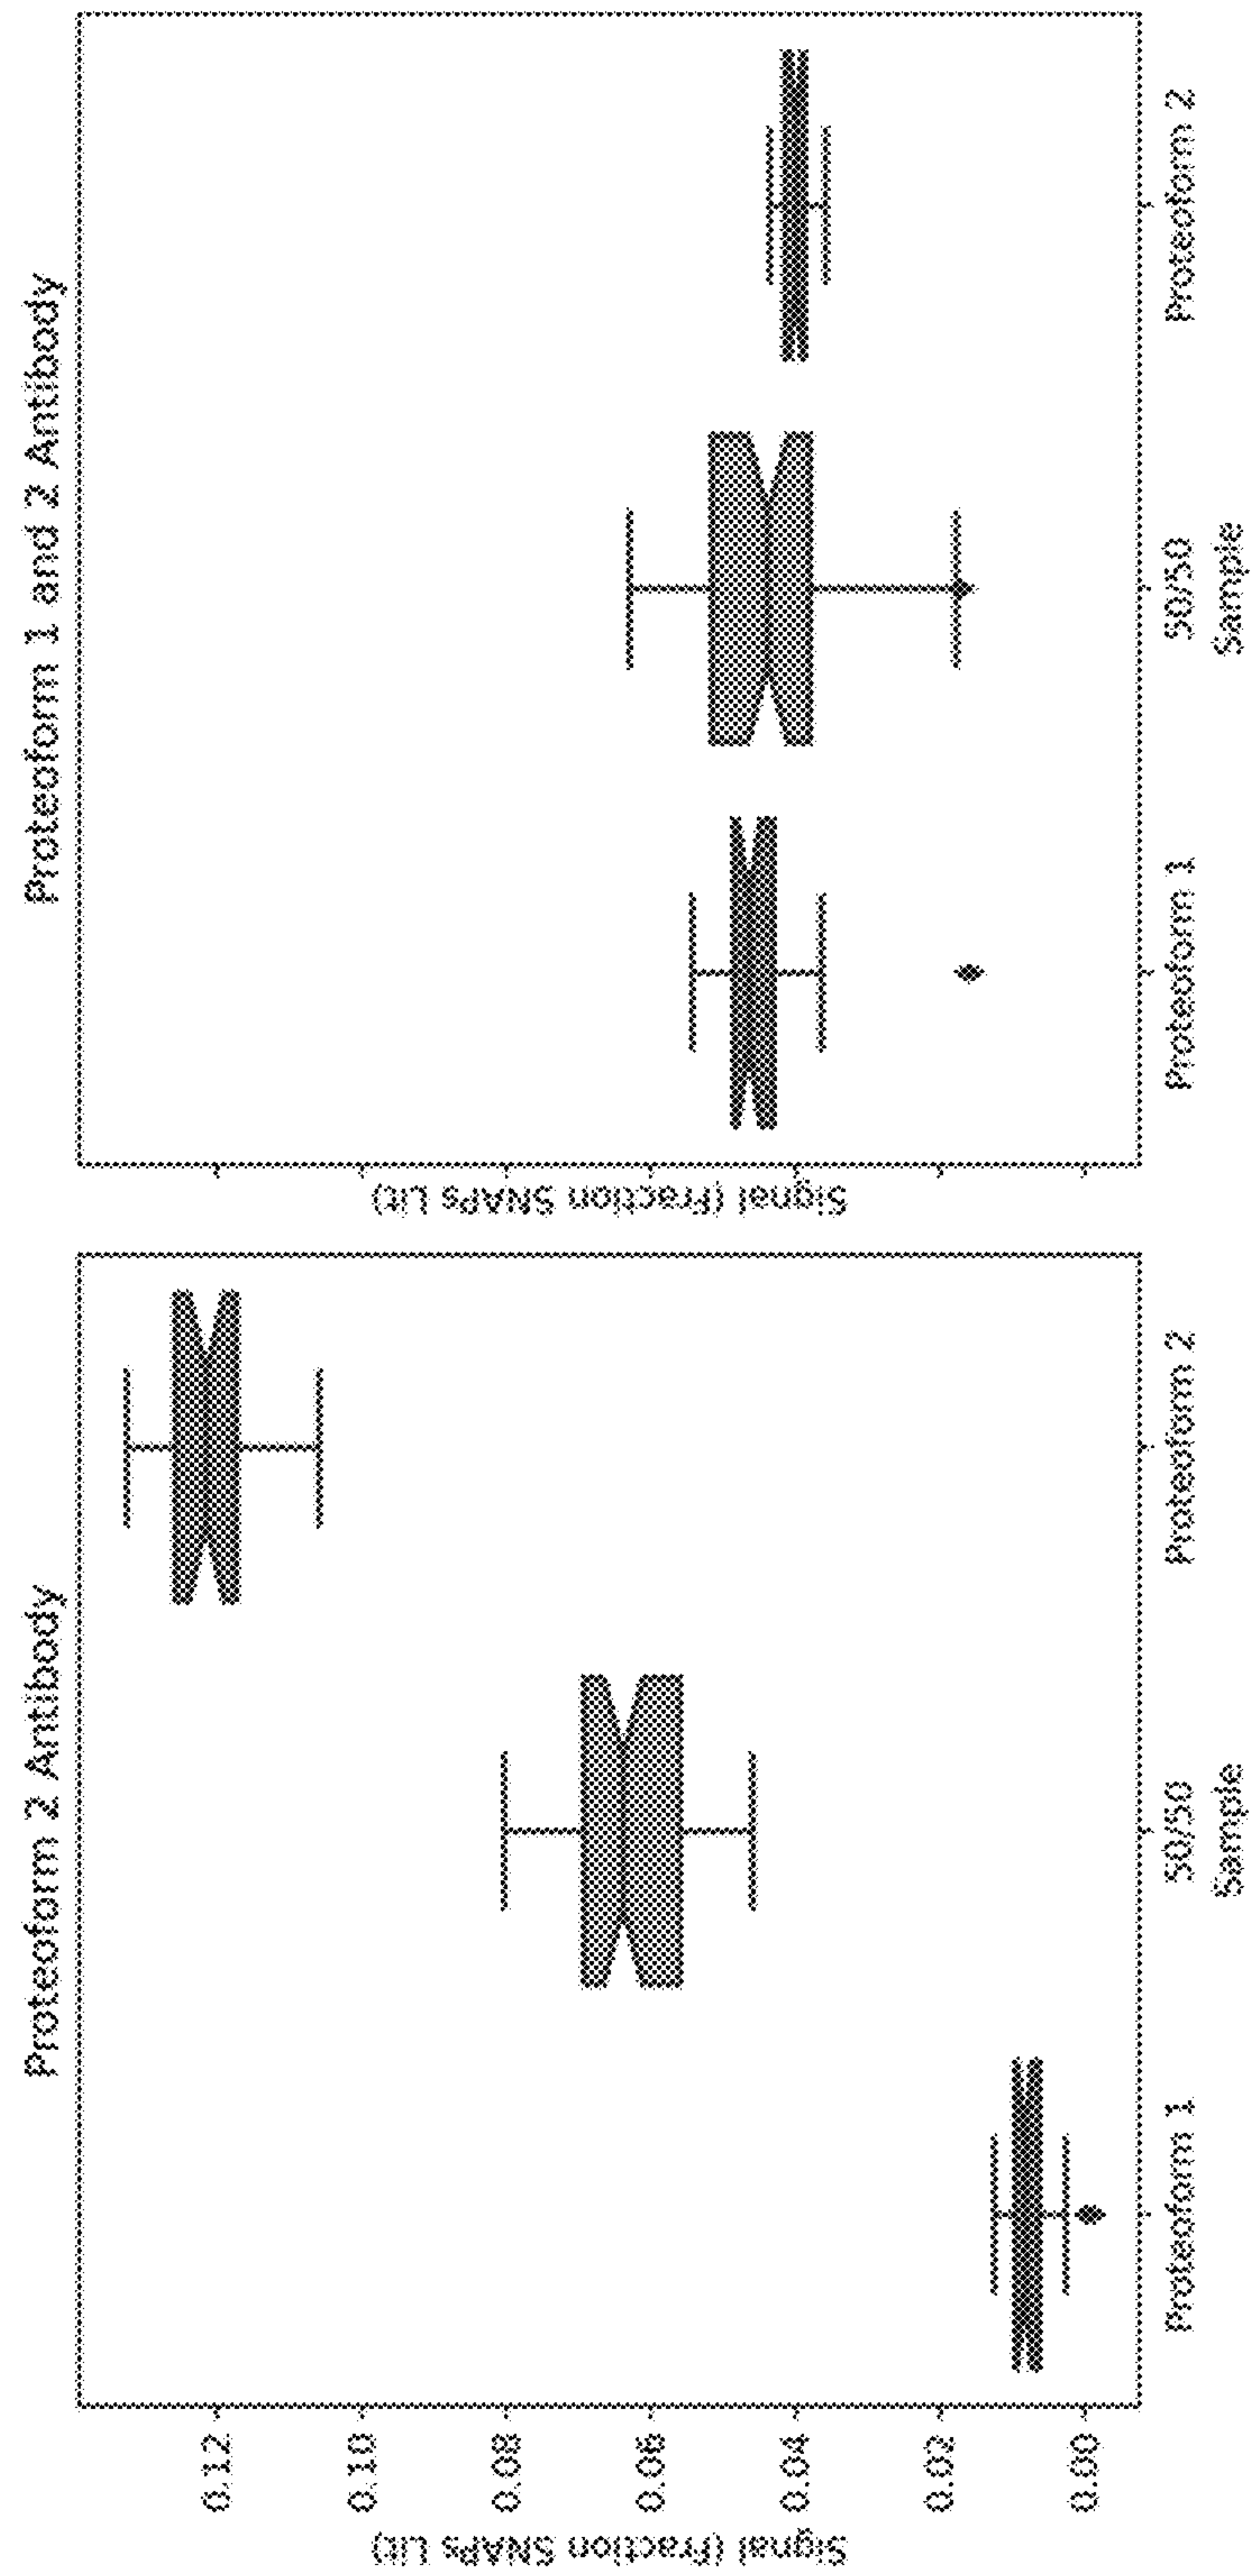 Proteoform 2 Antibody
Signal (Fraction SNAPs Lit)
0.12
0.10
0.08
0.06
0.04
0.02
0.00
Proteoform 1
50/50
Proteoform 2
Sample
Proteoform 1 and 2 Antibody
Signal (Fraction SNAPs Lit)
Proteoform 1
50/50
Proteoform 2
Sample